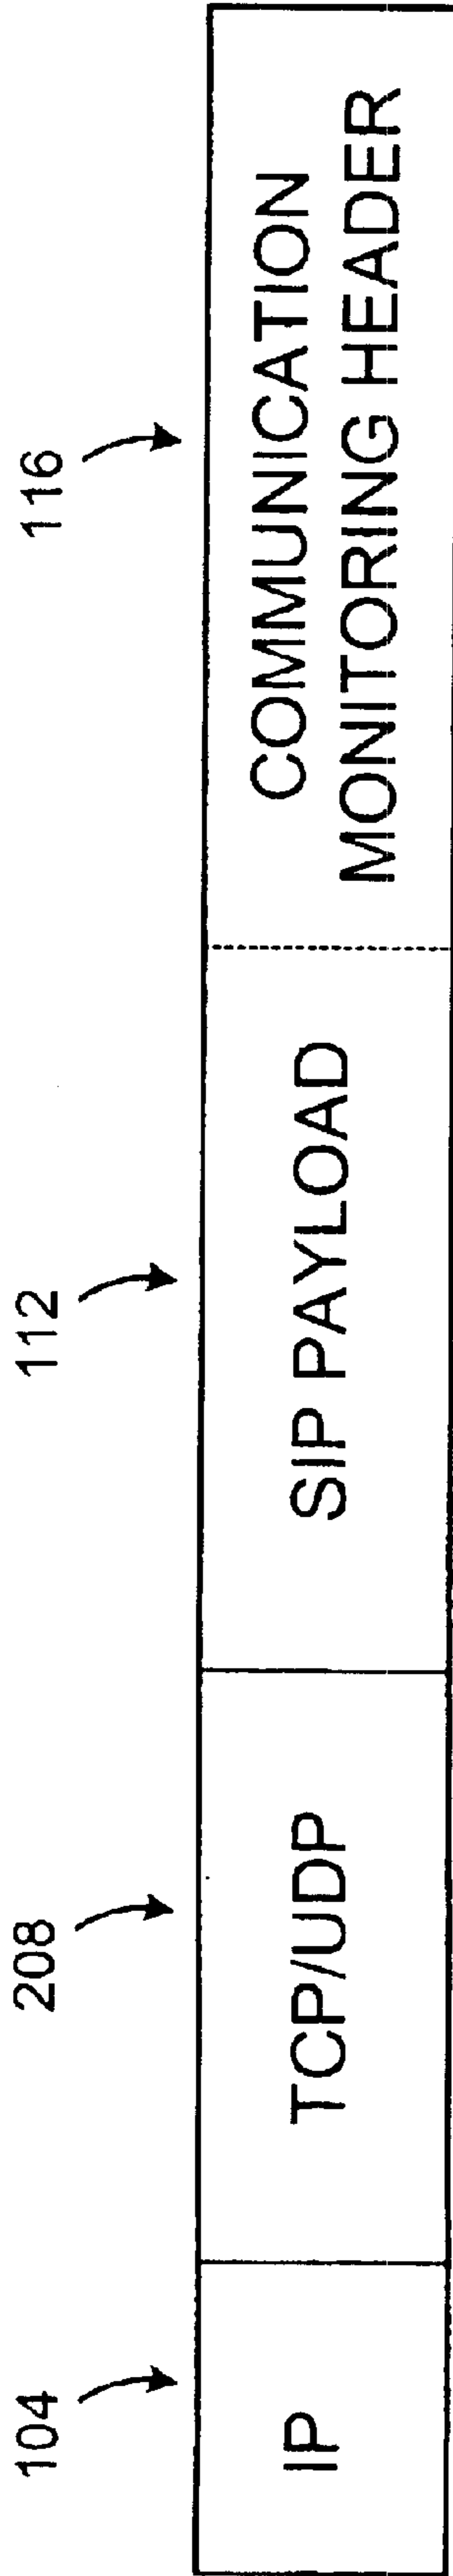 104
208
112
116
IP
TCP/UDP
SIP PAYLOAD
COMMUNICATION
MONITORING HEADER